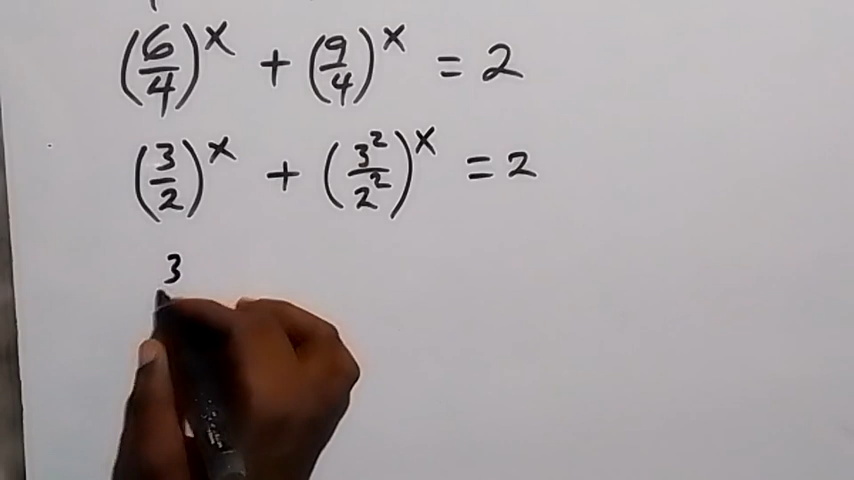 (6/4)^x + (9/4)^x = 2
(3/2)^x + (3^2/2^2)^x = 2
3